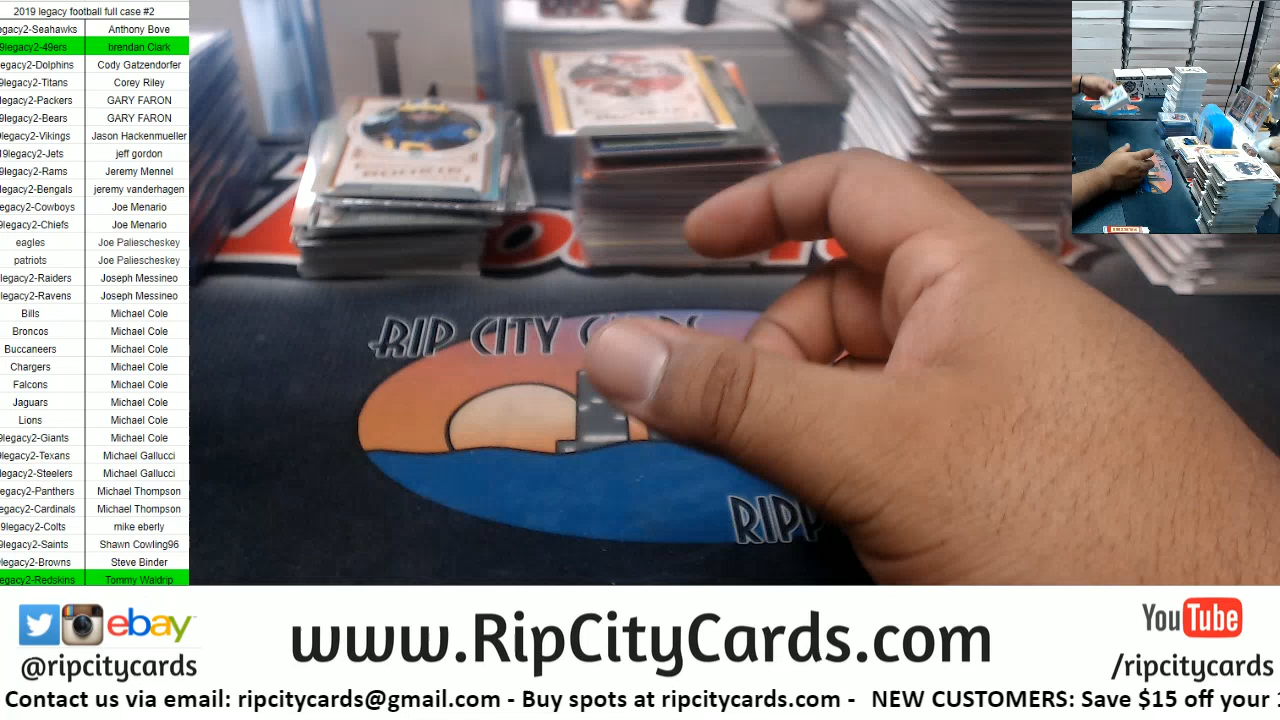 2019 legacy football full case #2
egacy2-Seahawks Anthony Bove
9legacy2-49ers brendan Clark
legacy2-Dolphins Cody Gatzendorfer
9legacy2-Titans Corey Riley
legacy2-Packers GARY FARON
9legacy2-Bears GARY FARON
9legacy2-Vikings Jason Hackenmueller
19legacy2-Jets jeff gordon
9legacy2-Rams Jeremy Mennel
legacy2-Bengals jeremy vanderhagen
egacy2-Cowboys Joe Menario
9legacy2-Chiefs Joe Menario
eagles Joe Paliescheskey
patriots Joe Paliescheskey
legacy2-Raiders Joseph Messineo
legacy2-Ravens Joseph Messineo
Bills Michael Cole
Broncos Michael Cole
Buccaneers Michael Cole
Chargers Michael Cole
Falcons Michael Cole
Jaguars Michael Cole
Lions Michael Cole
9legacy2-Giants Michael Cole
9legacy2-Texans Michael Gallucci
legacy2-Steelers Michael Gallucci
egacy2-Panthers Michael Thompson
egacy2-Cardinals Michael Thompson
9legacy2-Colts mike eberly
9legacy2-Saints Shawn Cowling96
legacy2-Browns Steve Binder
egacy2-Redskins Tommy Waldrip
RIP CITY
RIPP
ebay
@ripcitycards
www.RipCityCards.com
YouTube
/ripcitycards
Contact us via email: ripcitycards@gmail.com - Buy spots at ripcitycards.com - NEW CUSTOMERS: Save $15 off your